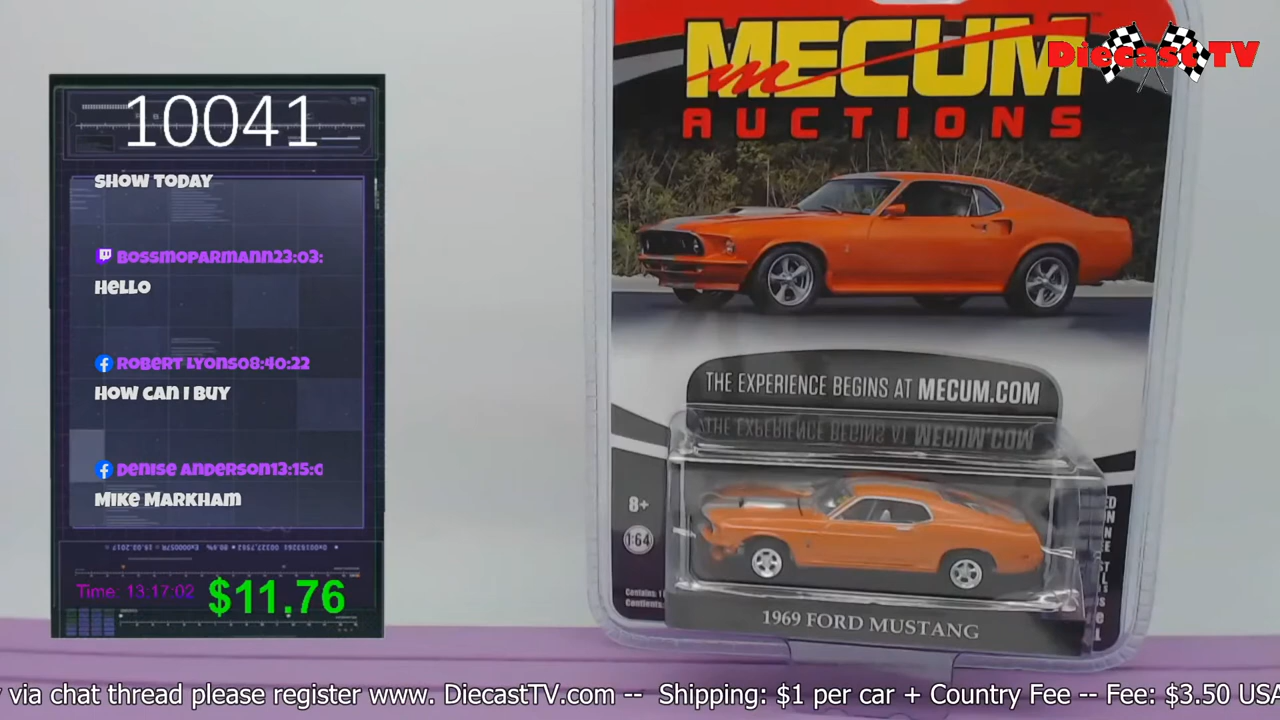 10041
SHOW TODAY
BOSSMOPARMANN23:03:
HELLO
ROBERT LYONS08:40:22
HOW CAN I BUY
DENISE ANDERSON13:15:0
MIKE MARKHAM
Time: 13:17:02
$11.76
MECUM
AUCTIONS
Diecast TV
THE EXPERIENCE BEGINS AT MECUM.COM
8+
1:64
1969 FORD MUSTANG
via chat thread please register www. DiecastTV.com -- Shipping: $1 per car + Country Fee -- Fee: $3.50 USA